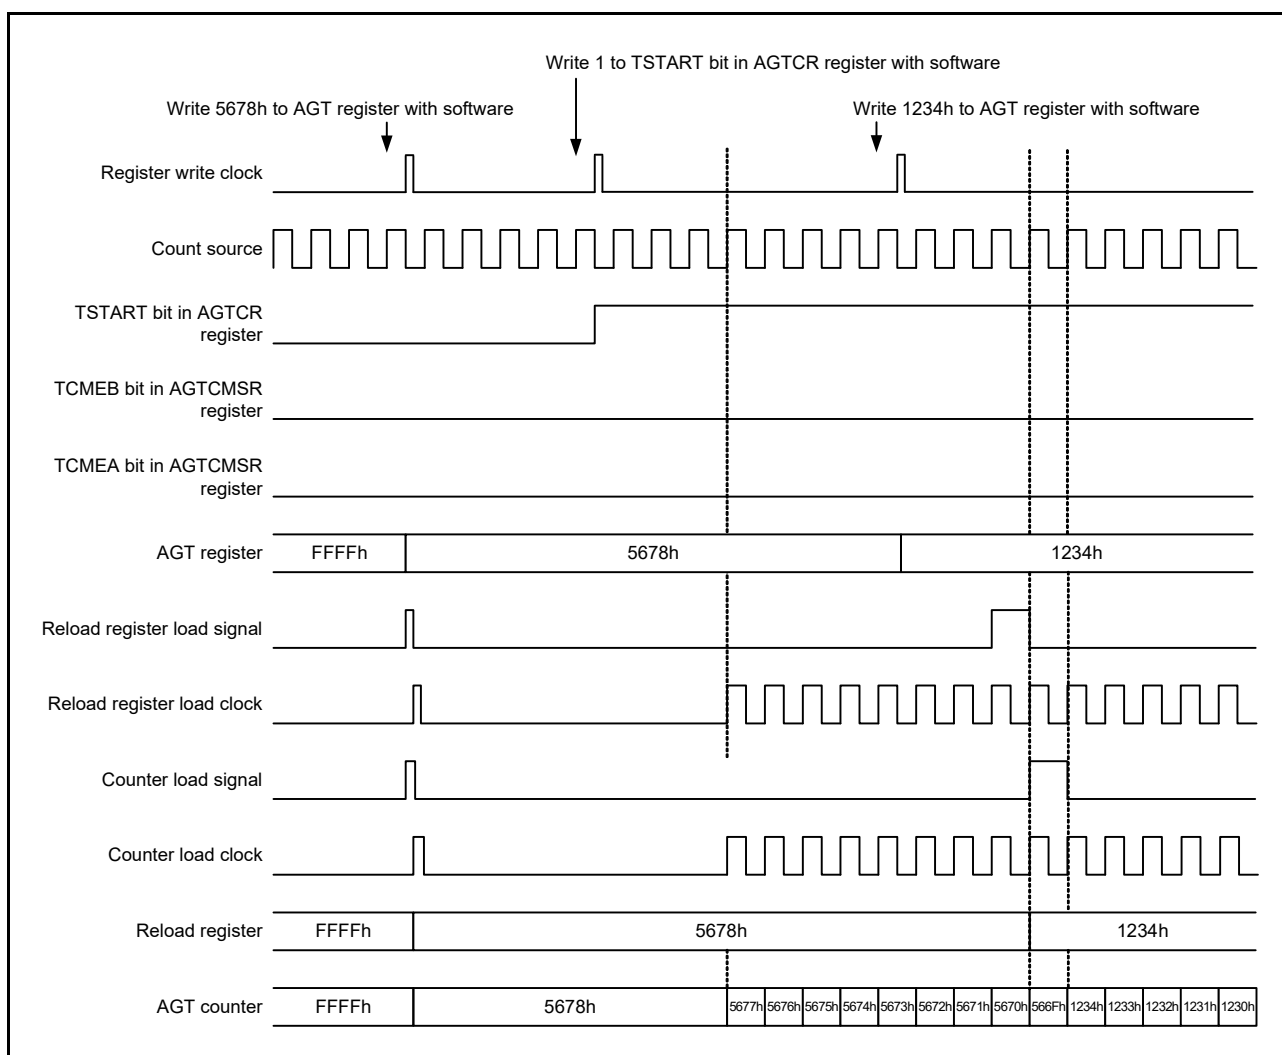 Write 1 to TSTART bit in AGTCR register with software
Write 5678h to AGT register with software
Write 1234h to AGT register with software
Register write clock
Count source
TSTART bit in AGTCR
register
TCMEB bit in AGTCMSR
register
TCMEA bit in AGTCMSR
register
AGT register FFFFh 5678h 1234h
Reload register load signal
Reload register load clock
Counter load signal
Counter load clock
Reload register FFFFh 5678h 1234h
AGT counter FFFFh 5678h 5677h 5676h 5675h 5674h 5673h 5672h 5671h 5670h 566Fh 1234h 1233h 1232h 1231h 1230h